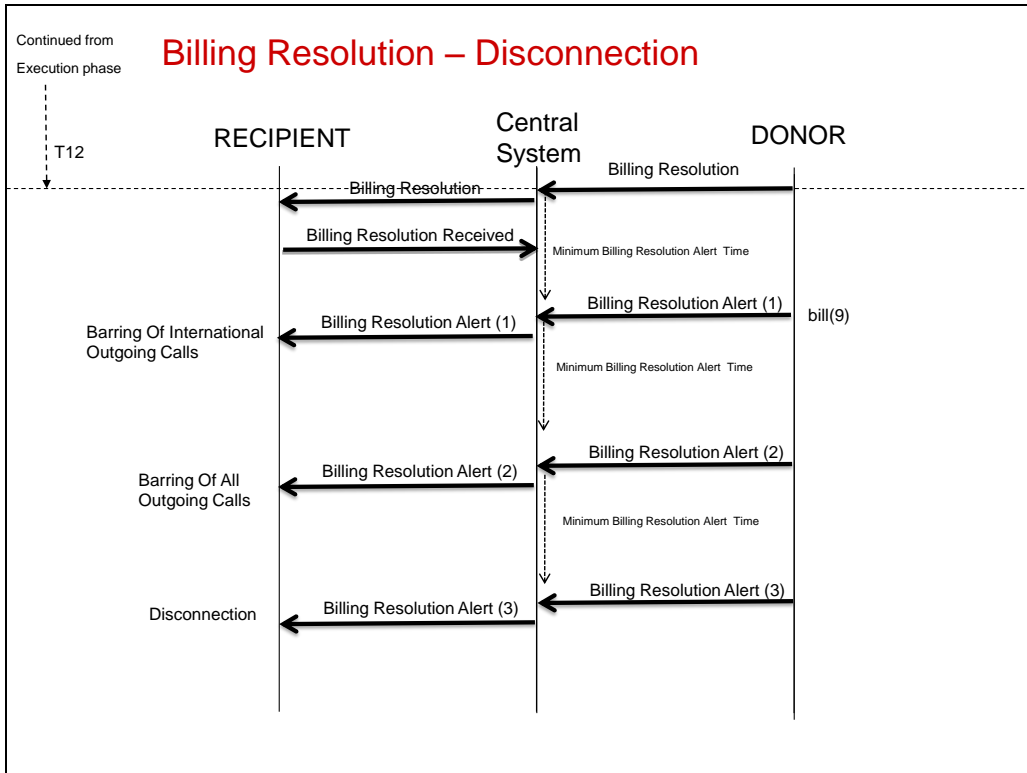 Continued from
Execution phase
Billing Resolution – Disconnection
T12
RECIPIENT
Central
System
DONOR
Billing Resolution
Billing Resolution
Billing Resolution Received
Minimum Billing Resolution Alert Time
Billing Resolution Alert (1)
bill(9)
Billing Resolution Alert (1)
Barring Of International
Outgoing Calls
Minimum Billing Resolution Alert Time
Billing Resolution Alert (2)
Billing Resolution Alert (2)
Barring Of All
Outgoing Calls
Minimum Billing Resolution Alert Time
Billing Resolution Alert (3)
Billing Resolution Alert (3)
Disconnection